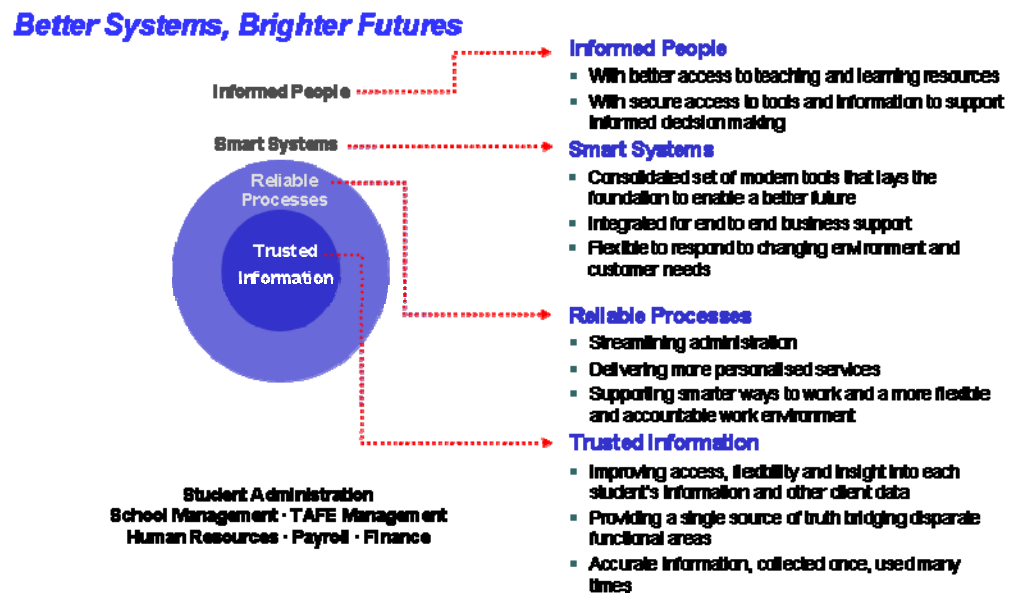 Better Systems, Brighter Futures
Informed People
Smart Systems
Reliable
Processes
Trusted
Information
Student Administration
School Management · TAFE Management
Human Resources · Payroll · Finance
Informed People
▪ With better access to teaching and learning resources
▪ With secure access to tools and information to support
informed decision making
Smart Systems
▪ Consolidated set of modern tools that lays the
foundation to enable a better future
▪ Integrated for end to end business support
▪ Flexible to respond to changing environment and
customer needs
Reliable Processes
▪ Streamlining administration
▪ Delivering more personalised services
▪ Supporting smarter ways to work and a more flexible
and accountable work environment
Trusted Information
▪ Improving access, flexibility and insight into each
student's information and other client data
▪ Providing a single source of truth bridging disparate
functional areas
▪ Accurate information, collected once, used many
times